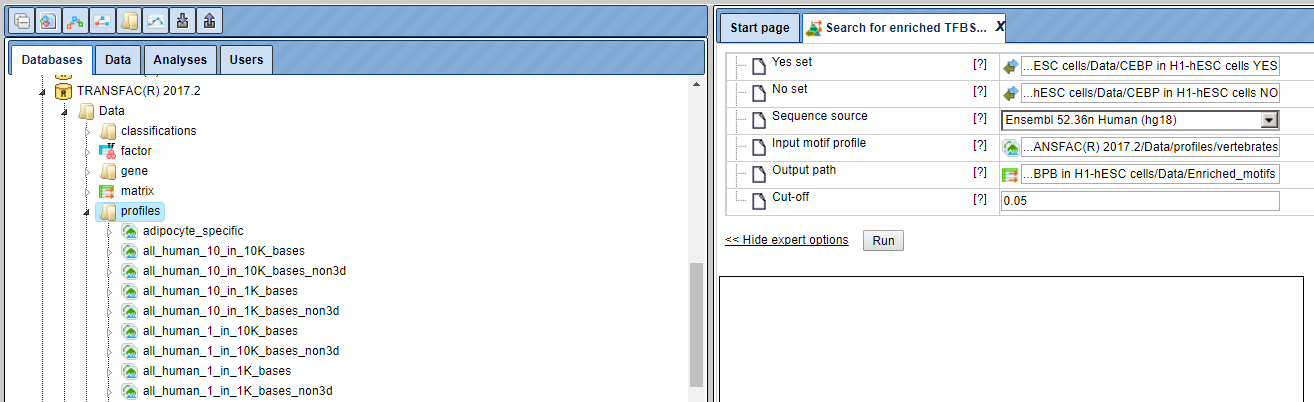 Databases
Data
Analyses
Users
TRANSFAC(R) 2017.2
Data
classifications
factor
gene
matrix
profiles
adipocyte_specific
all_human_10_in_10K_bases
all_human_10_in_10K_bases_non3d
all_human_10_in_1K_bases
all_human_10_in_1K_bases_non3d
all_human_1_in_10K_bases
all_human_1_in_10K_bases_non3d
all_human_1_in_1K_bases
all_human_1_in_1K_bases_non3d
Start page
Search for enriched TFBS... X
Yes set [?] ...ESC cells/Data/CEBP in H1-hESC cells YES
No set [?] ...hESC cells/Data/CEBP in H1-hESC cells NO
Sequence source [?] Ensembl 52.36n Human (hg18)
Input motif profile [?] ...ANSFAC(R) 2017.2/Data/profiles/vertebrates
Output path [?] ...BPB in H1-hESC cells/Data/Enriched_motifs
Cut-off [?] 0.05
<< Hide expert options Run